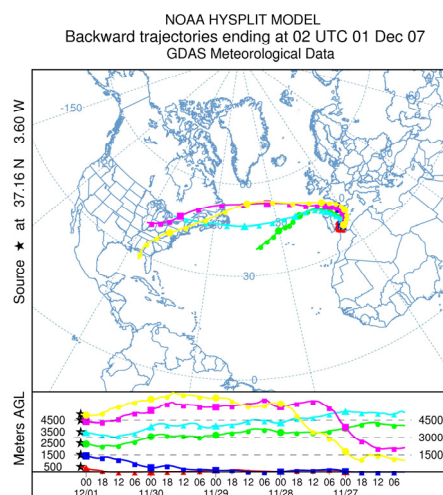 NOAA HYSPLIT MODEL
Backward trajectories ending at 02 UTC 01 Dec 07
GDAS Meteorological Data
Source ★ at 37.16 N 3.60 W
-150
60
30
0
Meters AGL
4500
3500
2500
1500
500
4500
3000
1500
00 18 12 06 00 18 12 06 00 18 12 06 00 18 12 06 00 18 12 06
12/01 11/30 11/29 11/28 11/27